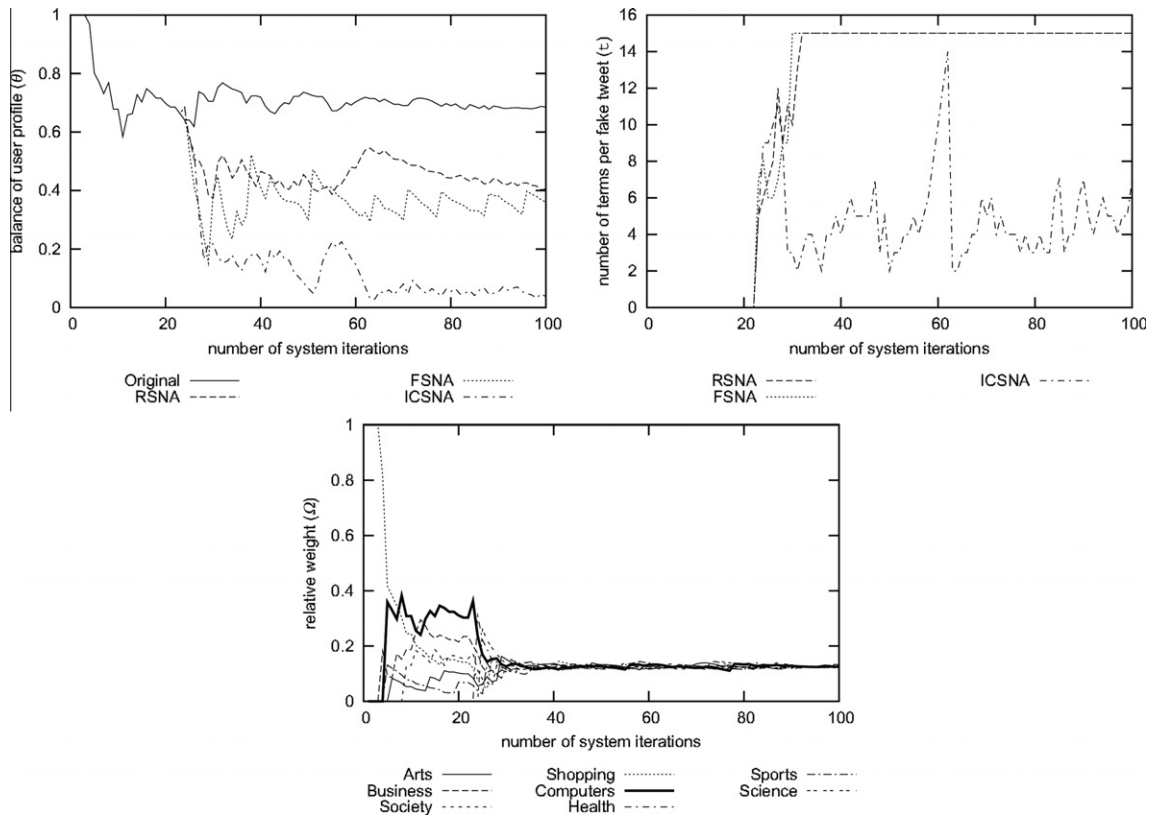 1
0.8
0.6
0.4
0.2
0
balance of user profile (θ)
0 20 40 60 80 100
number of system iterations
Original FSNA
RSNA ICSNA
16
14
12
10
8
6
4
2
0
number of terms per fake tweet (t)
0 20 40 60 80 100
number of system iterations
RSNA ICSNA
FSNA
1
0.8
0.6
0.4
0.2
0
relative weight (Ω)
0 20 40 60 80 100
number of system iterations
Arts Shopping Sports
Business Computers Science
Society Health